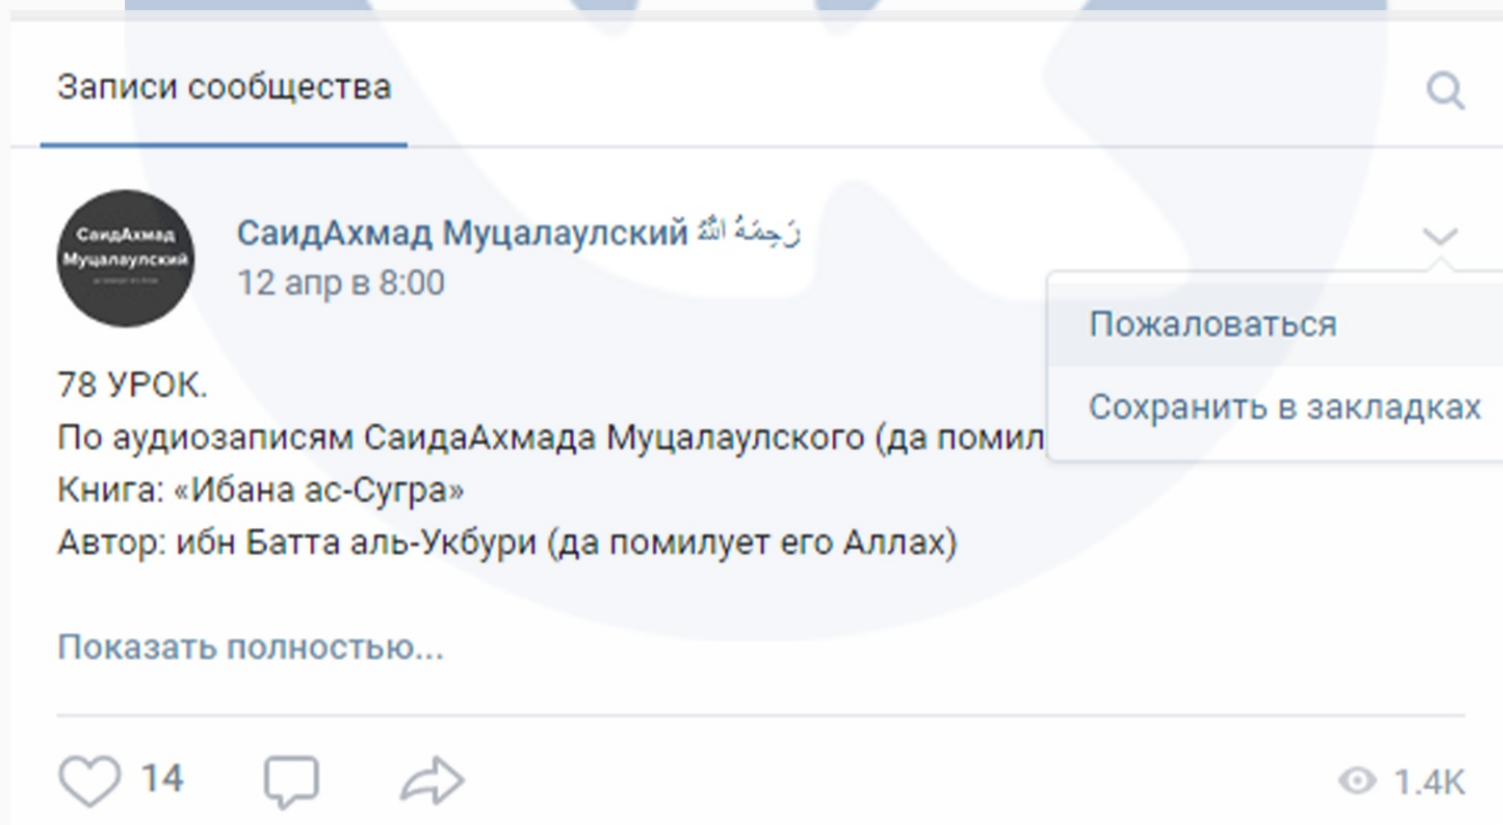 Записи сообщества
СаидАхмад
Муцалаулский
СаидАхмад Муцалаулский رَحِمَهُ اللَّهُ
12 апр в 8:00
Пожаловаться
Сохранить в закладках
78 УРОК.
По аудиозаписям СаидаАхмада Муцалаулского (да помил
Книга: «Ибана ас-Сугра»
Автор: ибн Батта аль-Укбури (да помилует его Аллах)
Показать полностью...
14
1.4K